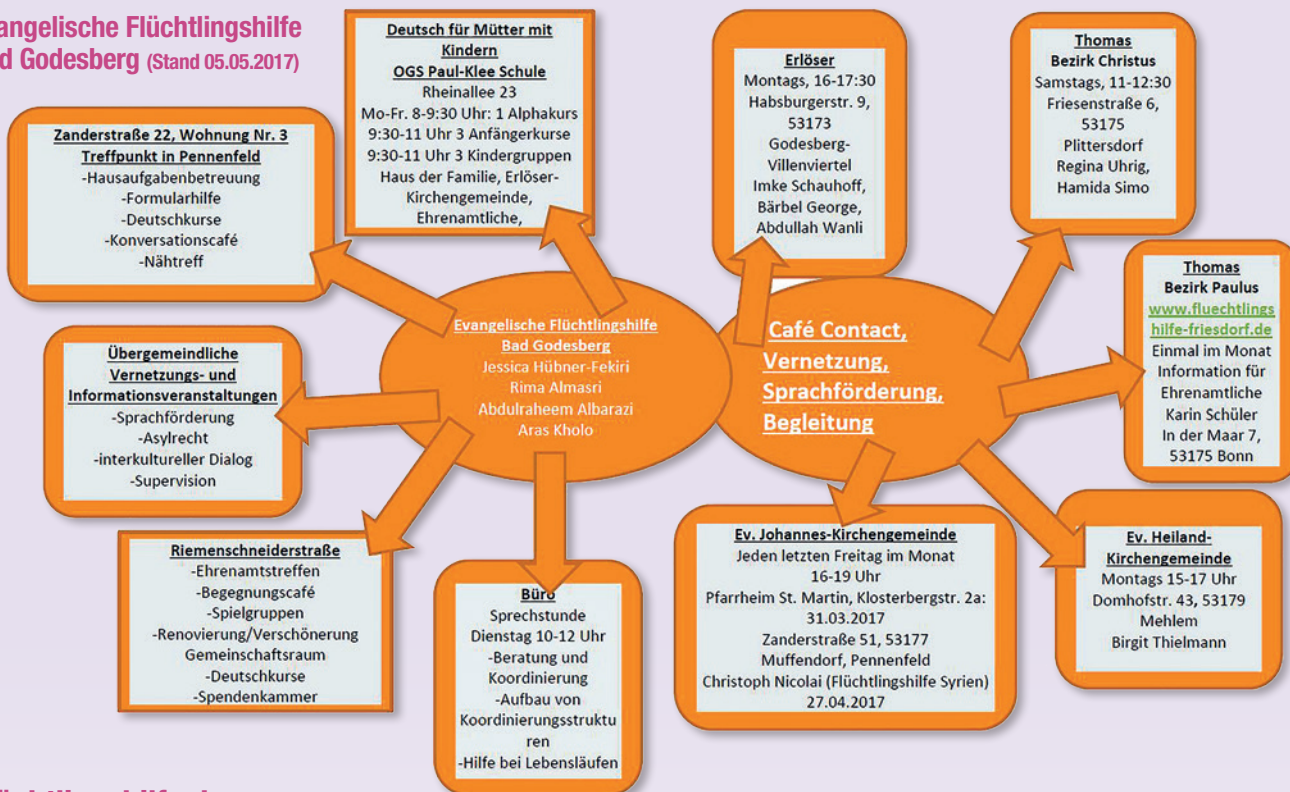 angelische Flüchtlingshilfe
d Godesberg (Stand 05.05.2017)
Deutsch für Mütter mit
Kindern
OGS Paul-Klee Schule
Rheinallee 23
Mo-Fr. 8-9:30 Uhr: 1 Alphakurs
9:30-11 Uhr 3 Anfängerkurse
9:30-11 Uhr 3 Kindergruppen
Haus der Familie, Erlöser-
Kirchengemeinde,
Ehrenamtliche,
Erlöser
Montags, 16-17:30
Habsburgerstr. 9,
53173
Godesberg-
Villenviertel
Imke Schauhoff,
Bärbel George,
Abdullah Wanli
Thomas
Bezirk Christus
Samstags, 11-12:30
Friesenstraße 6,
53175
Plittersdorf
Regina Uhrig,
Hamida Simo
Zanderstraße 22, Wohnung Nr. 3
Treffpunkt in Pennenfeld
-Hausaufgabenbetreuung
-Formularhilfe
-Deutschkurse
-Konversationscafé
-Nähtreff
Thomas
Bezirk Paulus
www.fluechtlings
hilfe-friesdorf.de
Einmal im Monat
Information für
Ehrenamtliche
Karin Schüler
In der Maar 7,
53175 Bonn
Evangelische Flüchtlingshilfe
Bad Godesberg
Jessica Hübner-Fekiri
Rima Almasri
Abdulraheem Albarazi
Aras Kholo
Café Contact,
Vernetzung,
Sprachförderung,
Begleitung
Übergemeindliche
Vernetzungs- und
Informationsveranstaltungen
-Sprachförderung
-Asylrecht
-interkultureller Dialog
-Supervision
Riemenschneiderstraße
-Ehrenamtstreffen
-Begegnungscafé
-Spielgruppen
-Renovierung/Verschönerung
Gemeinschaftsraum
-Deutschkurse
-Spendenkammer
Büro
Sprechstunde
Dienstag 10-12 Uhr
-Beratung und
Koordinierung
-Aufbau von
Koordinierungsstruktu
ren
-Hilfe bei Lebensläufen
Ev. Johannes-Kirchengemeinde
Jeden letzten Freitag im Monat
16-19 Uhr
Pfarrheim St. Martin, Klosterbergstr. 2a:
31.03.2017
Zanderstraße 51, 53177
Muffendorf, Pennenfeld
Christoph Nicolai (Flüchtlingshilfe Syrien)
27.04.2017
Ev. Heiland-
Kirchengemeinde
Montags 15-17 Uhr
Domhofstr. 43, 53179
Mehlem
Birgit Thielmann